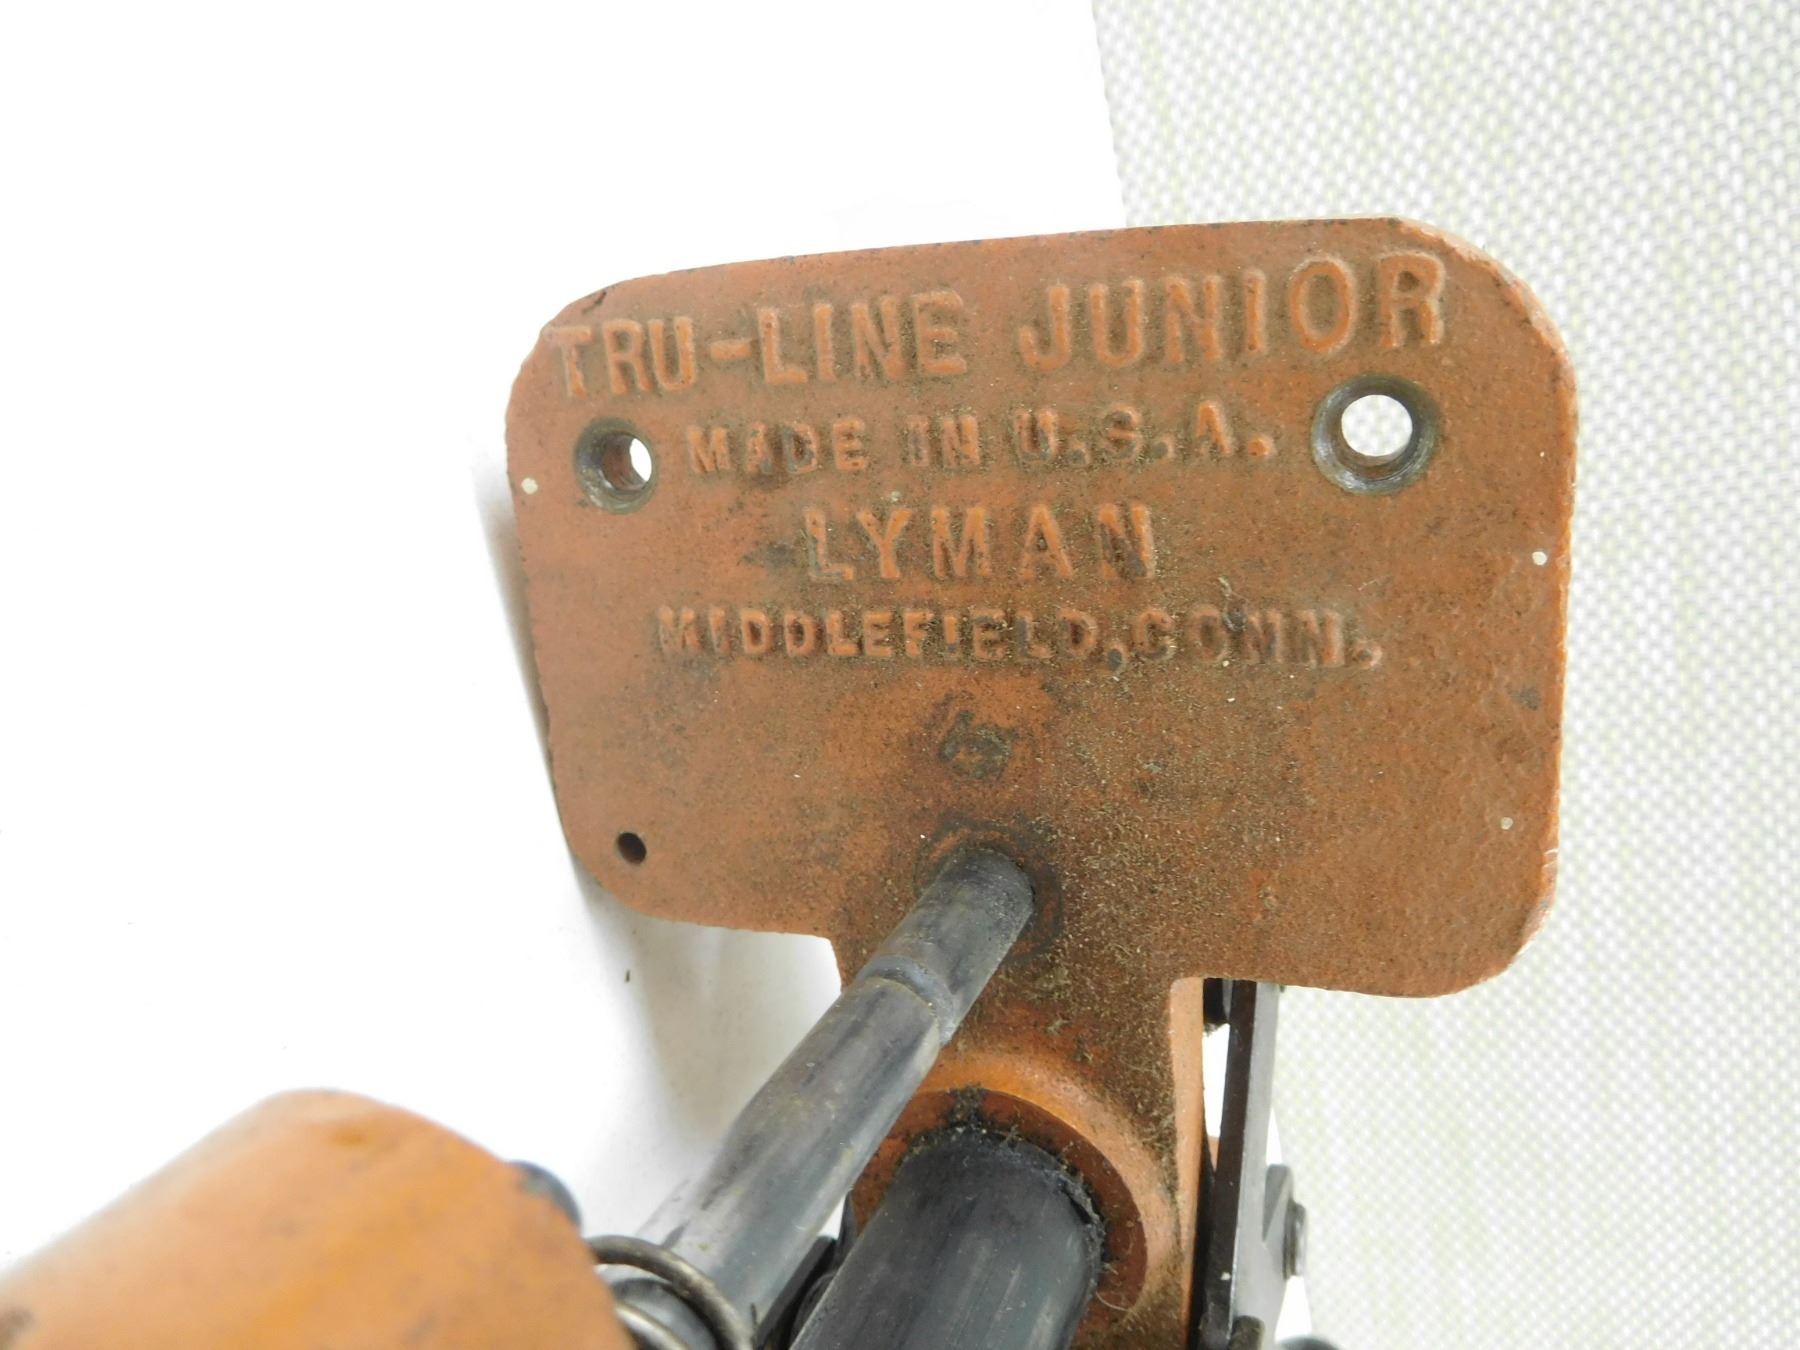 TRU-LINE JUNIOR
MADE IN U.S.A.
LYMAN
MIDDLEFIELD, CONN.